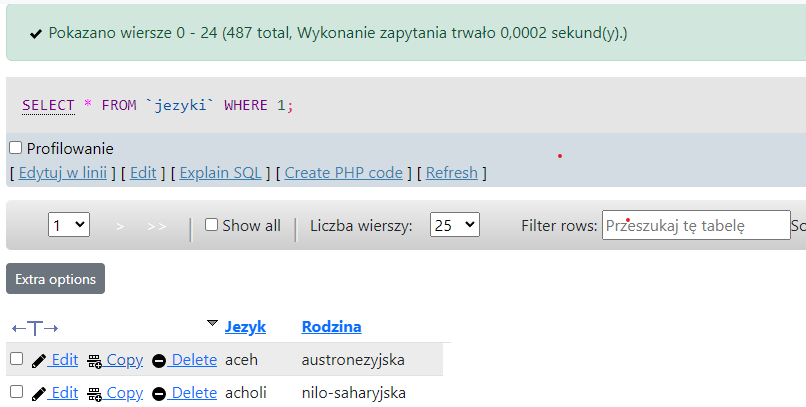 Pokazano wiersze 0 - 24 (487 total, Wykonanie zapytania trwało 0,0002 sekund(y).)
SELECT * FROM `jezyki` WHERE 1;
Profilowanie
[ Edytuj w linii ] [ Edit ] [ Explain SQL ] [ Create PHP code ] [ Refresh ]
1 > >> | Show all | Liczba wierszy: 25 Filter rows: Przeszukaj tę tabelę So
Extra options
←T→ Jezyk Rodzina
Edit Copy Delete aceh austronezyjska
Edit Copy Delete acholi nilo-saharyjska